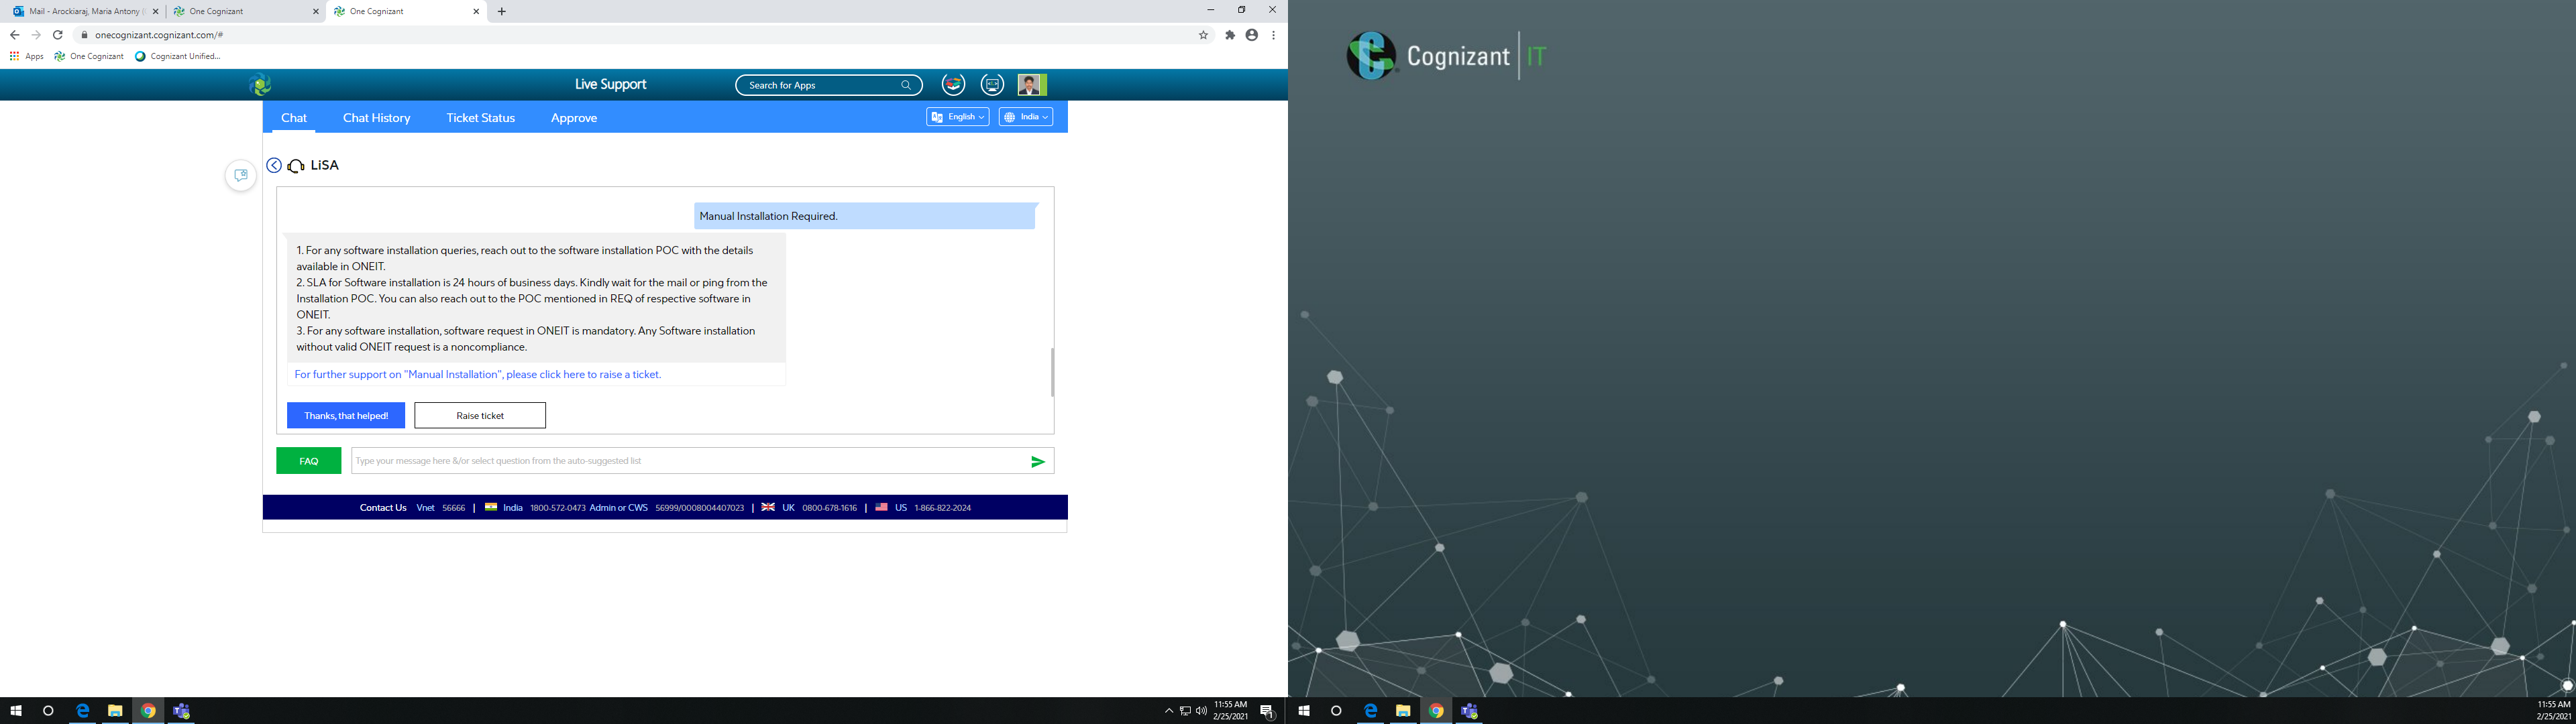 Mail - Arockiaraj, Maria Antony (
One Cognizant
One Cognizant
onecognizant.cognizant.com/#
Apps
One Cognizant
Cognizant Unified...
Live Support
Search for Apps
Chat
Chat History
Ticket Status
Approve
English
India
LiSA
Manual Installation Required.
1. For any software installation queries, reach out to the software installation POC with the details
available in ONEIT.
2. SLA for Software installation is 24 hours of business days. Kindly wait for the mail or ping from the
Installation POC. You can also reach out to the POC mentioned in REQ of respective software in
ONEIT.
3. For any software installation, software request in ONEIT is mandatory. Any Software installation
without valid ONEIT request is a noncompliance.
For further support on "Manual Installation", please click here to raise a ticket.
Thanks, that helped!
Raise ticket
FAQ
Type your message here &/or select question from the auto-suggested list
Contact Us Vnet 56666 | India 1800-572-0473 Admin or CWS 56999/0008004407023 | UK 0800-678-1616 | US 1-866-822-2024
11:55 AM
2/25/2021
1
Cognizant | IT
11:55 AM
2/25/2021